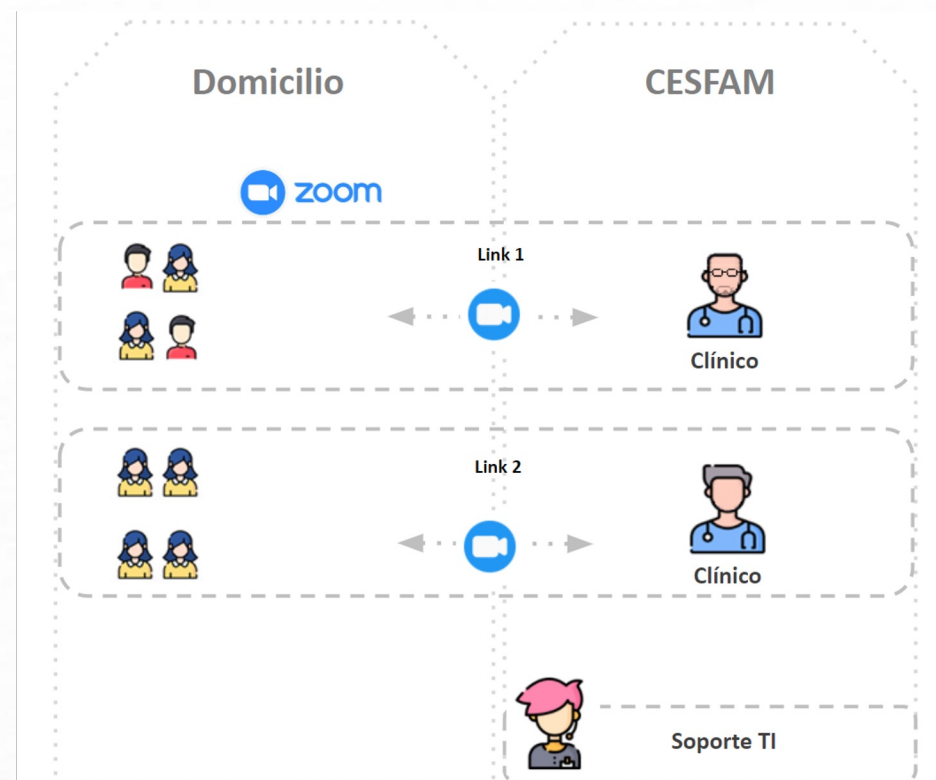 Domicilio
CESFAM
zoom
Link 1
Clínico
Link 2
Clínico
Soporte TI